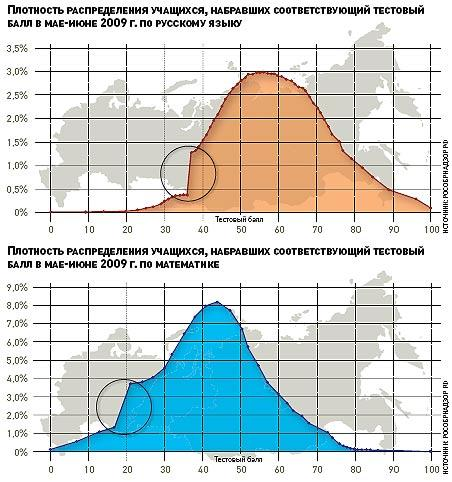 Плотность распределения учащихся, набравших соответствующий тестовый
балл в мае-июне 2009 г. по русскому языку
3,5%
3,0%
2,5%
2,0%
1,5%
1,0%
0,5%
0%
0 10 20 30 40 50 60 70 80 90 100
Тестовый балл
ИСТОЧНИК: РОСОБРНАДЗОР РФ
Плотность распределения учащихся, набравших соответствующий тестовый
балл в мае-июне 2009 г. по математике
9,0%
8,0%
7,0%
6,0%
5,0%
4,0%
3,0%
2,0%
1,0%
0%
0 10 20 30 40 50 60 70 80 90 100
Тестовый балл
ИСТОЧНИК: РОСОБРНАДЗОР РФ